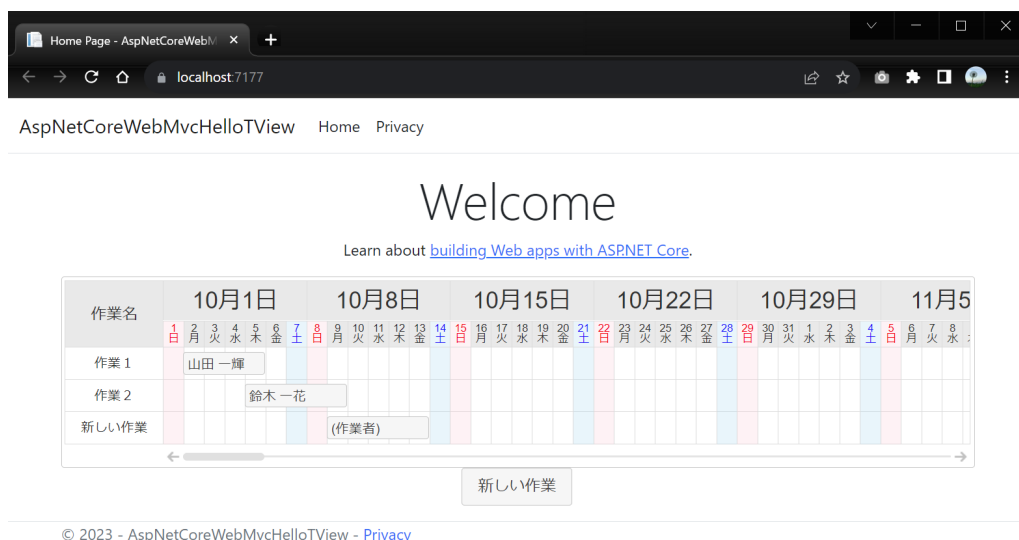 Home Page - AspNetCoreWebM
localhost:7177
AspNetCoreWebMvcHelloTView Home Privacy
Welcome
Learn about building Web apps with ASP.NET Core.
作業名 10月1日 10月8日 10月15日 10月22日 10月29日 11月5
1 2 3 4 5 6 7 8 9 10 11 12 13 14 15 16 17 18 19 20 21 22 23 24 25 26 27 28 29 30 31 1 2 3 4 5 6 7 8
日 月 火 水 木 金 土 日 月 火 水 木 金 土 日 月 火 水 木 金 土 日 月 火 水 木 金 土 日 月 火 水 木 金 土 日 月 火 水
作業1 山田 一輝
作業2 鈴木 一花
新しい作業 (作業者)
新しい作業
© 2023 - AspNetCoreWebMvcHelloTView - Privacy